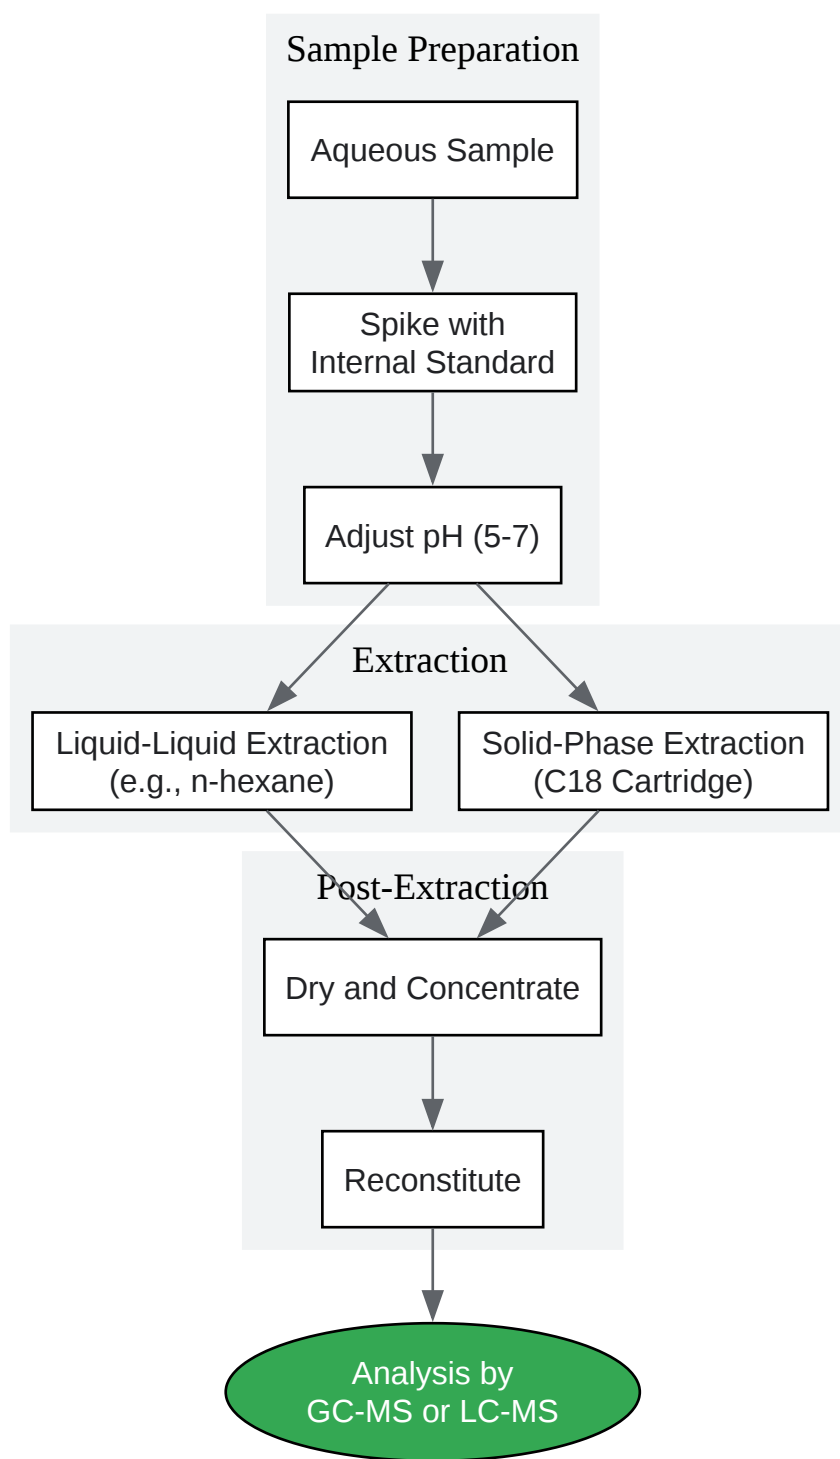 Sample Preparation
Aqueous Sample
Spike with
Internal Standard
Adjust pH (5-7)
Extraction
Liquid-Liquid Extraction
(e.g., n-hexane)
Solid-Phase Extraction
(C18 Cartridge)
Post-Extraction
Dry and Concentrate
Reconstitute
Analysis by
GC-MS or LC-MS